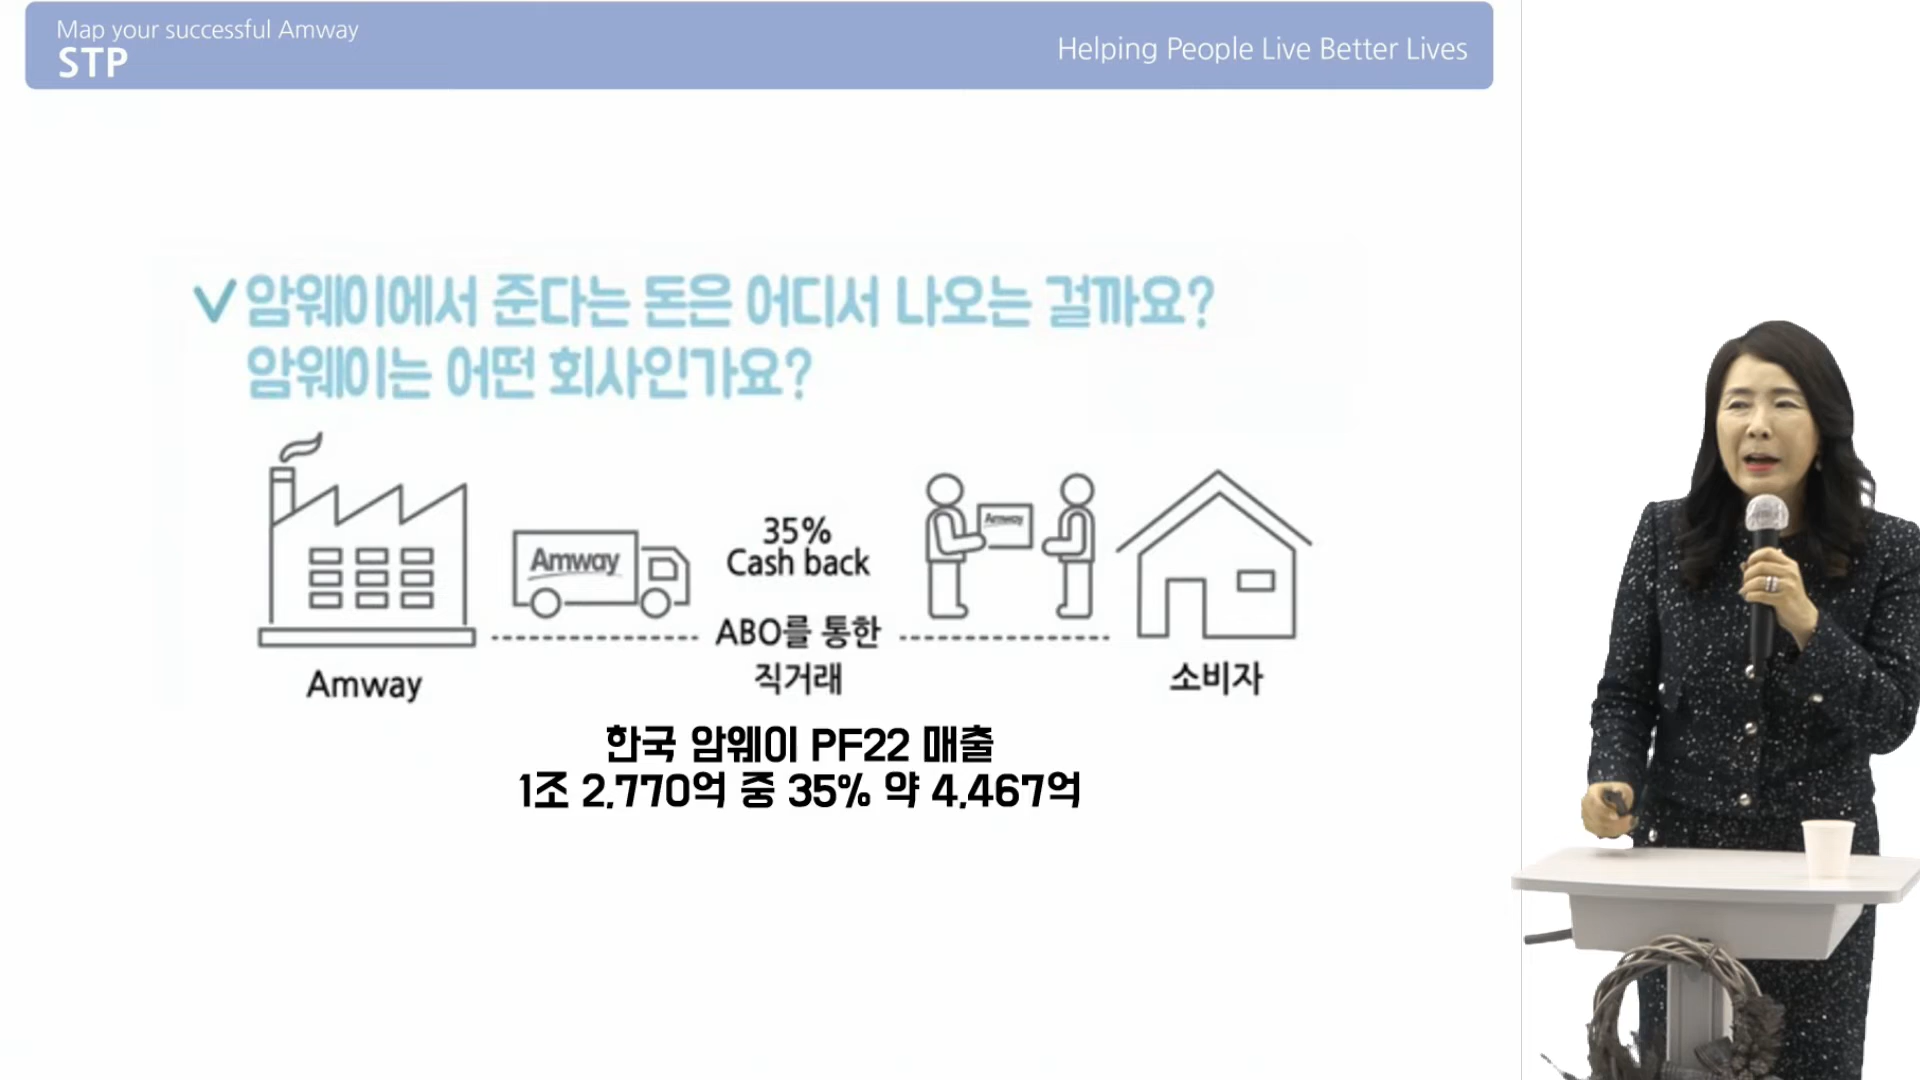 Map your successful Amway
STP
Helping People Live Better Lives
암웨이에서 준다는 돈은 어디서 나오는 걸까요?
암웨이는 어떤 회사인가요?
Amway
35%
Cash back
Amway
ABO를 통한
직거래
Amway
소비자
한국 암웨이 PF22 매출
1조 2,770억 중 35% 약 4,467억